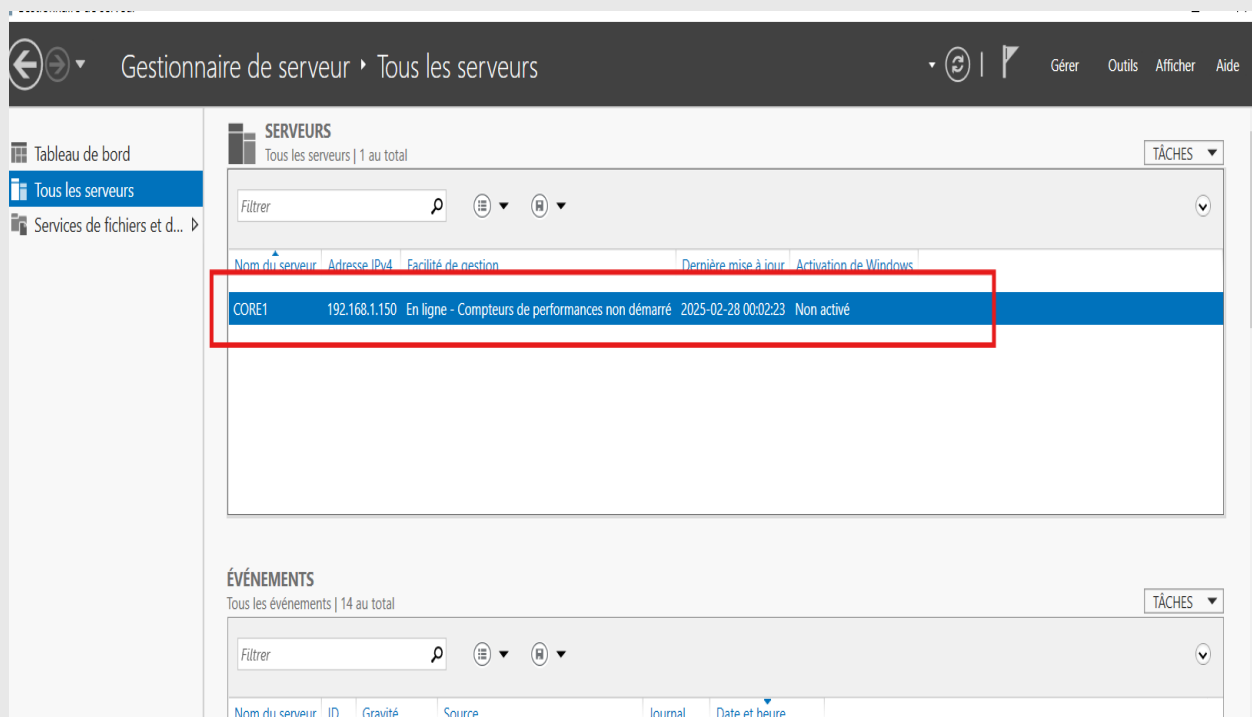 Gestionnaire de serveur ‣ Tous les serveurs
Gérer Outils Afficher Aide
Tableau de bord
Tous les serveurs
Services de fichiers et d...
SERVEURS
Tous les serveurs | 1 au total
TÂCHES
Filtrer
Nom du serveur Adresse IPv4 Facilité de gestion Dernière mise à jour Activation de Windows
CORE1 192.168.1.150 En ligne - Compteurs de performances non démarré 2025-02-28 00:02:23 Non activé
ÉVÉNEMENTS
Tous les événements | 14 au total
TÂCHES
Filtrer
Nom du serveur ID Gravité Source Journal Date et heure